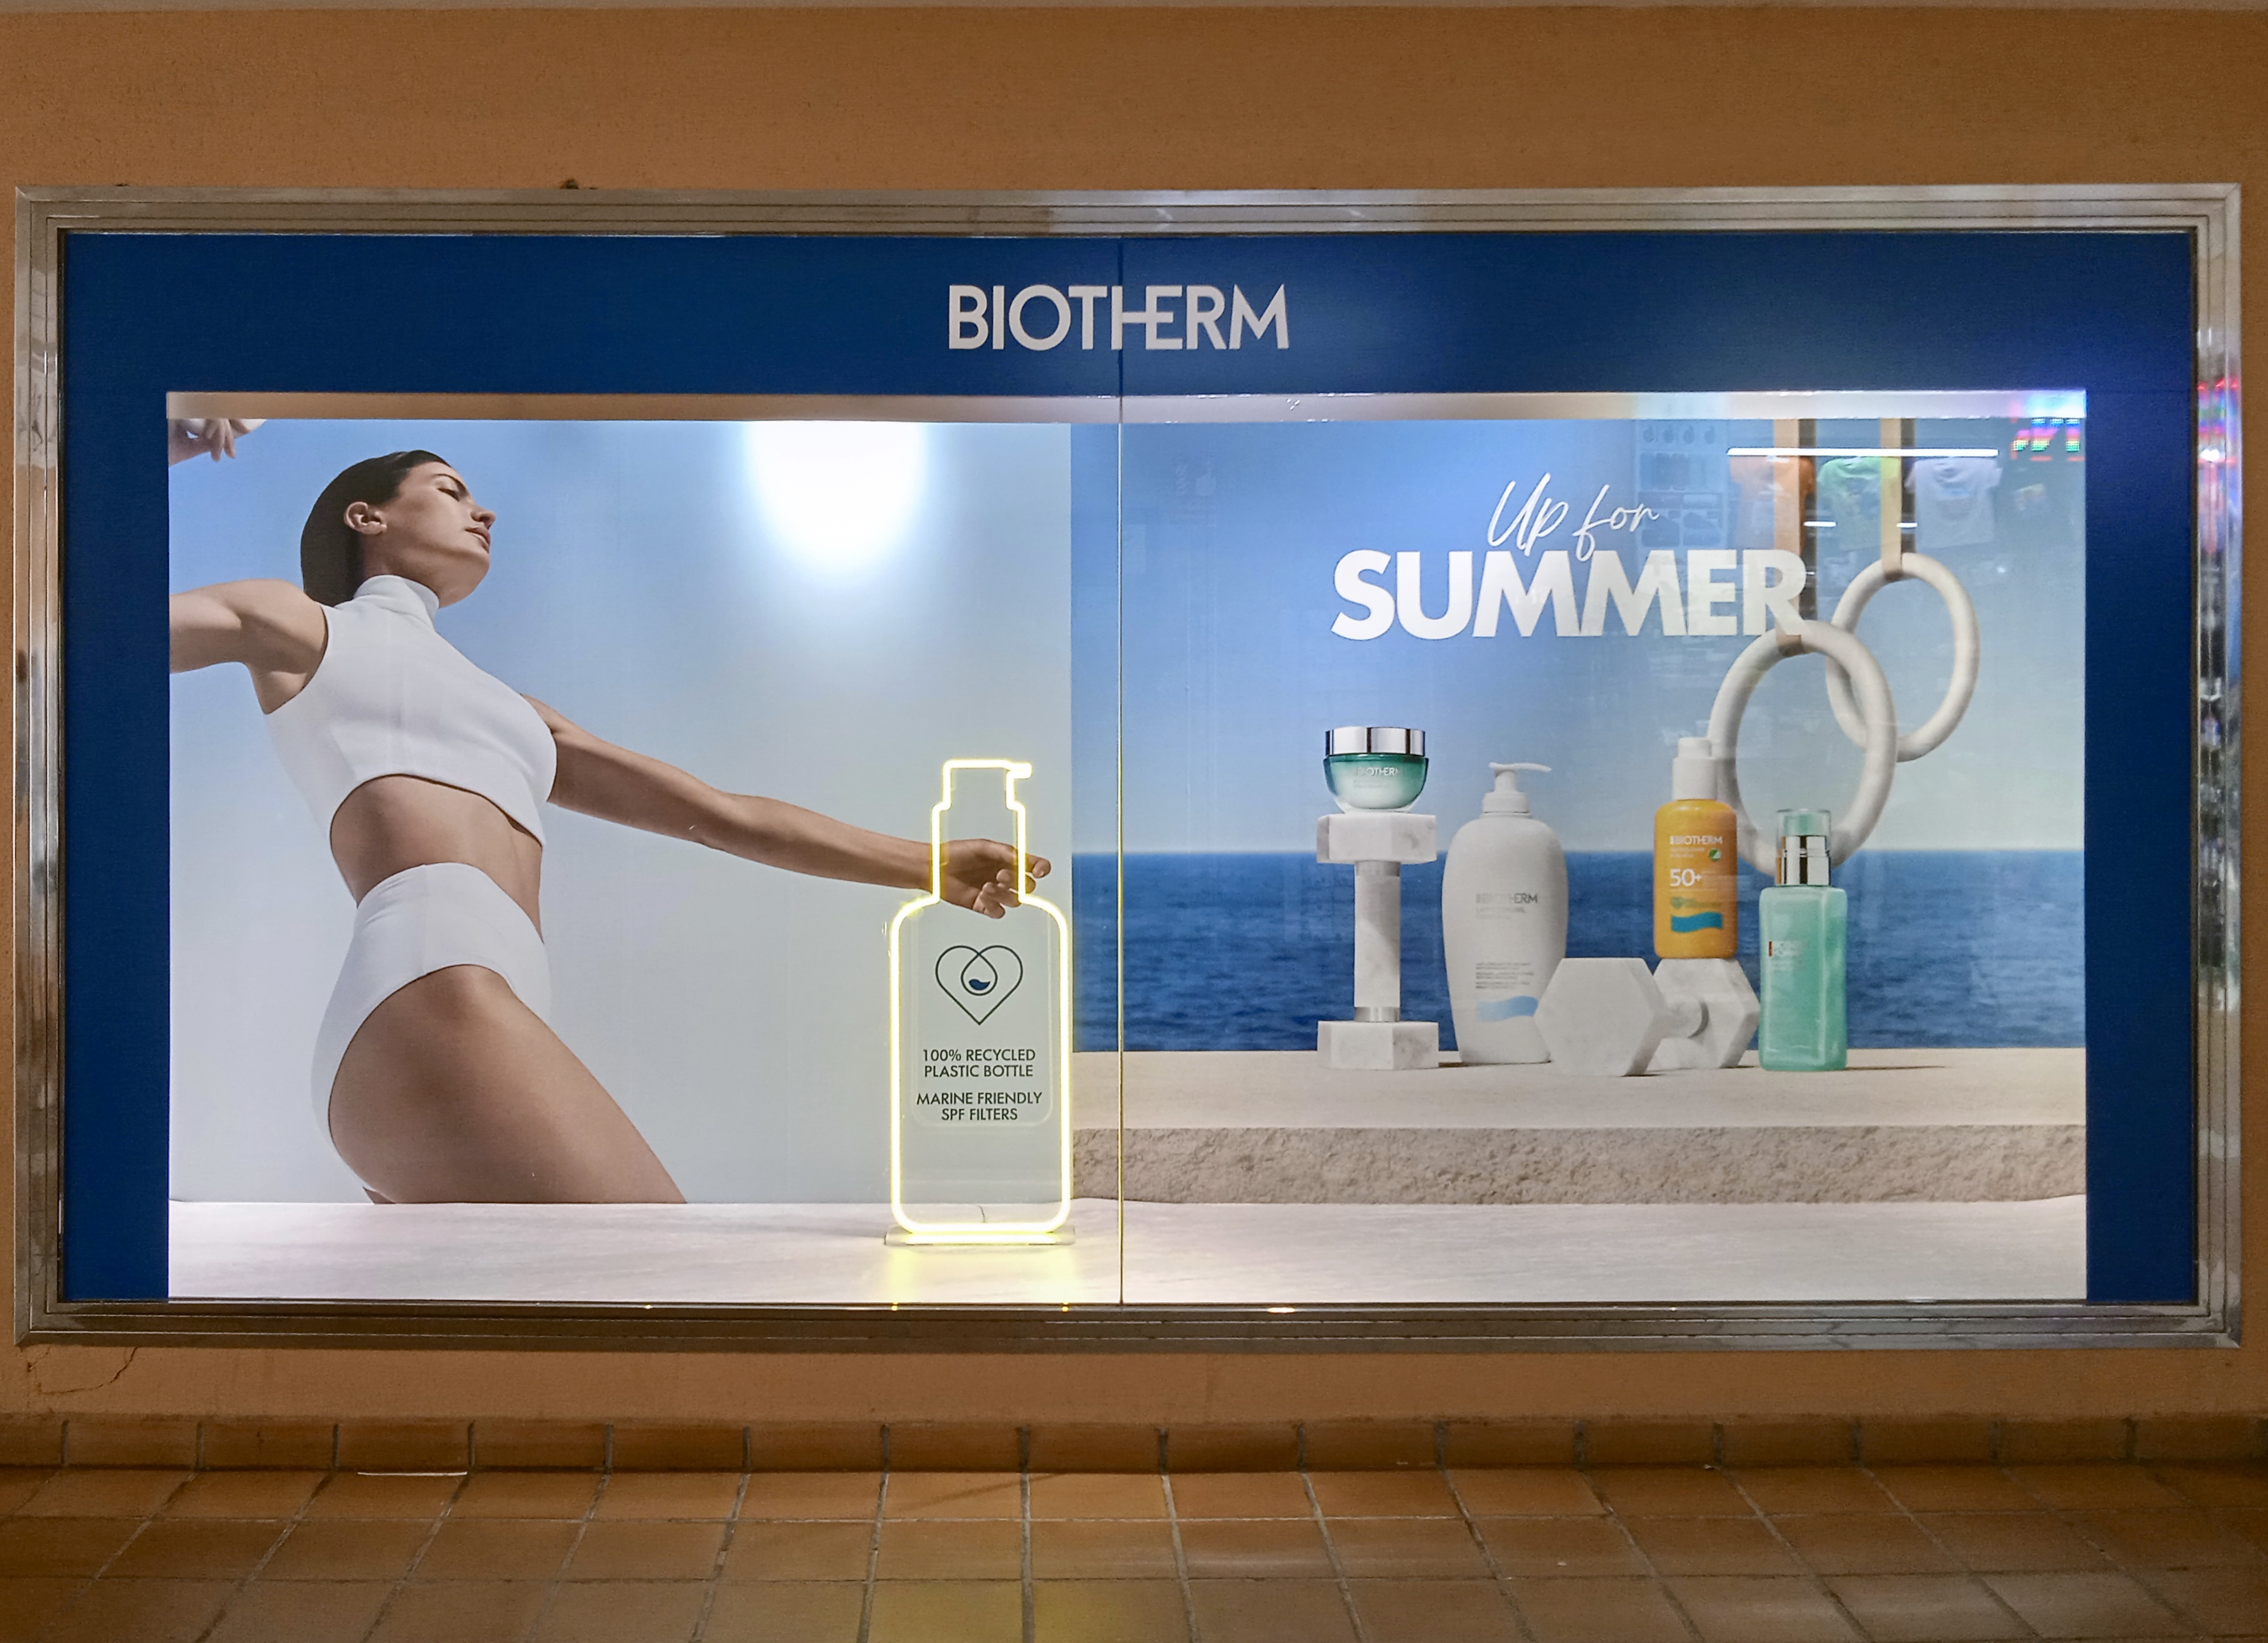 BIOTHERM
Up for
SUMMER
100% RECYCLED
PLASTIC BOTTLE
MARINE FRIENDLY
SPF FILTERS
BIOTHERM
BIOTHERM
BIOTHERM
50+